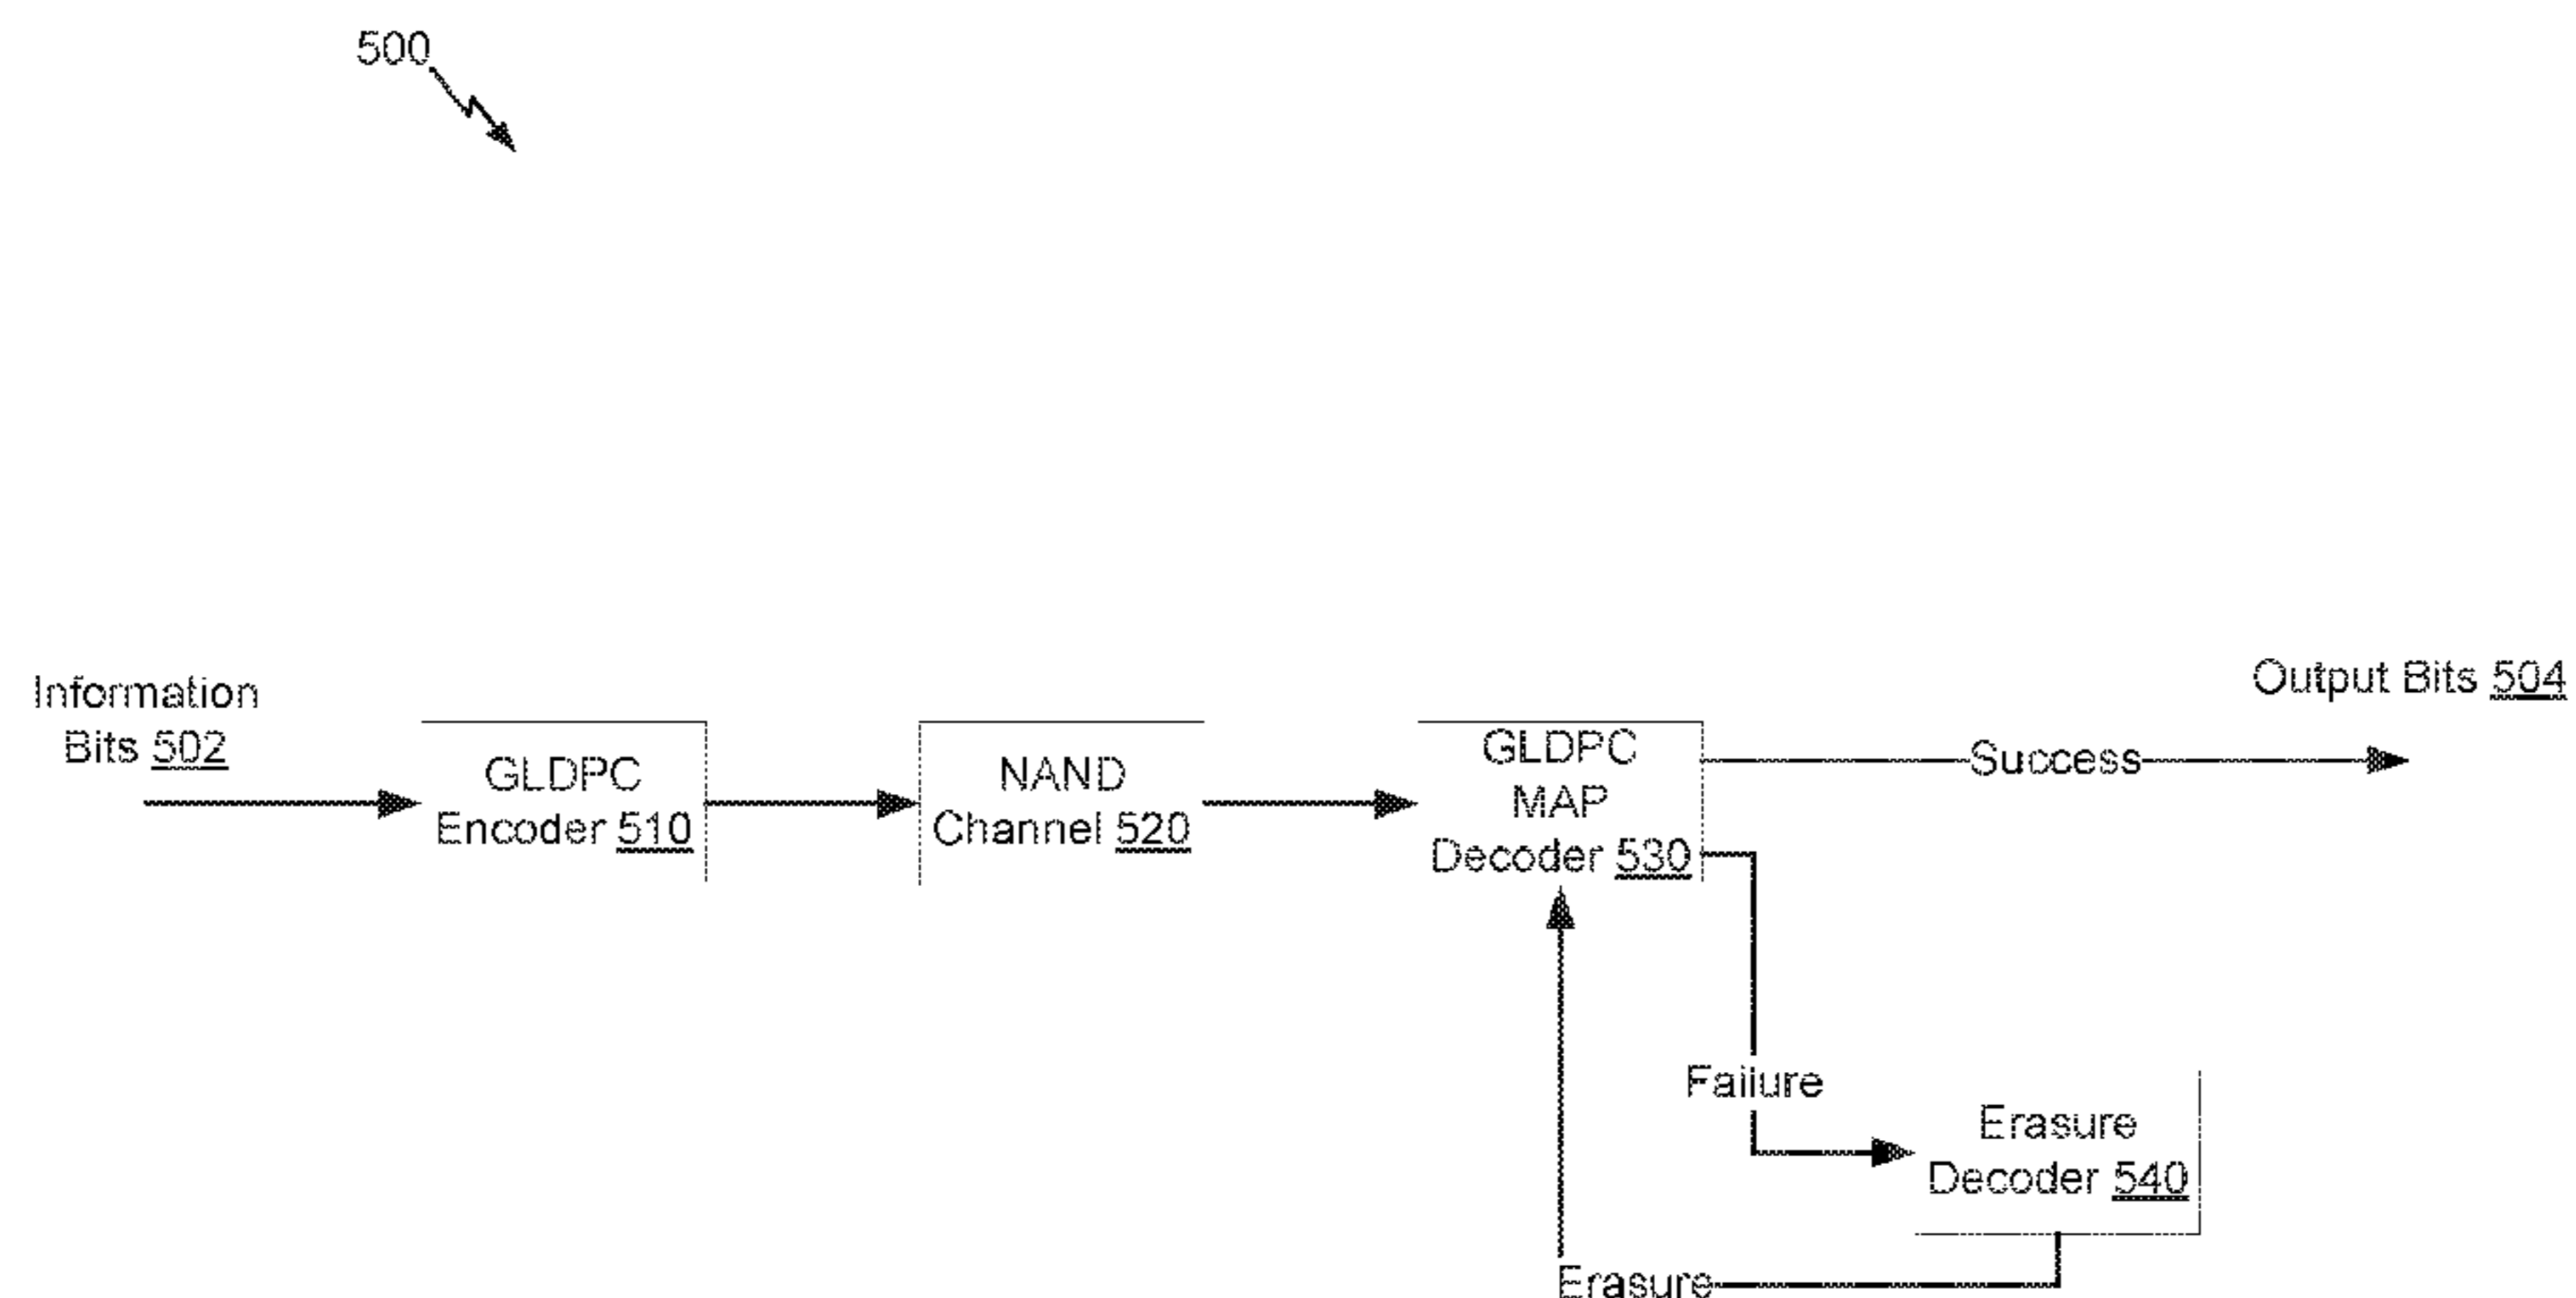 500
Information
Bits 502
GLDPC
Encoder 510
NAND
Channel 520
GLDPC
MAP
Decoder 530
Success
Output Bits 504
Failure
Erasure
Decoder 540
Erasure